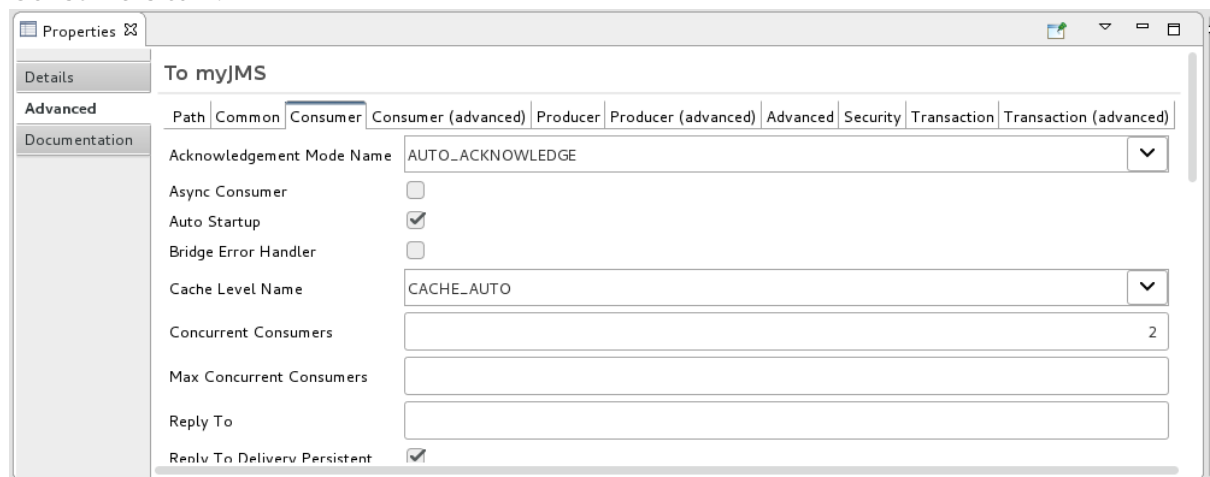 Properties
Details
Advanced
Documentation
To myJMS
Path Common Consumer Consumer (advanced) Producer Producer (advanced) Advanced Security Transaction Transaction (advanced)
Acknowledgement Mode Name AUTO_ACKNOWLEDGE
Async Consumer
Auto Startup
Bridge Error Handler
Cache Level Name CACHE_AUTO
Concurrent Consumers 2
Max Concurrent Consumers
Reply To
Reply To Delivery Persistent